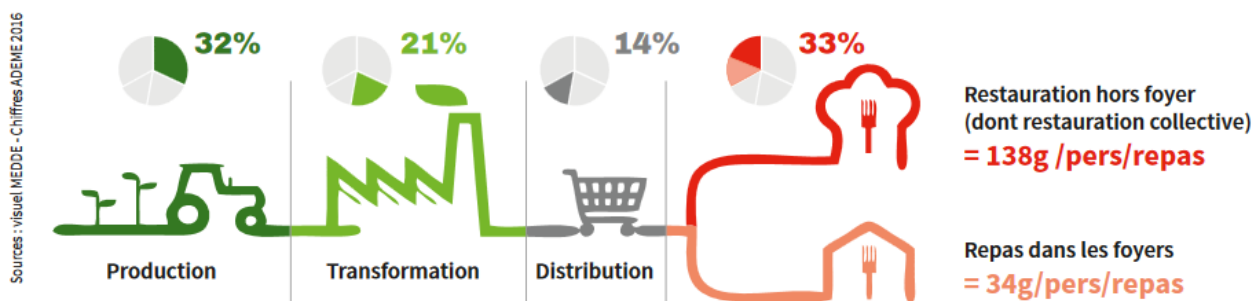 Sources : visuel MEDDE - Chiffres ADEME 2016
32%
21%
14%
33%
Production
Transformation
Distribution
Restauration hors foyer
(dont restauration collective)
= 138g /pers/repas
Repas dans les foyers
= 34g/pers/repas